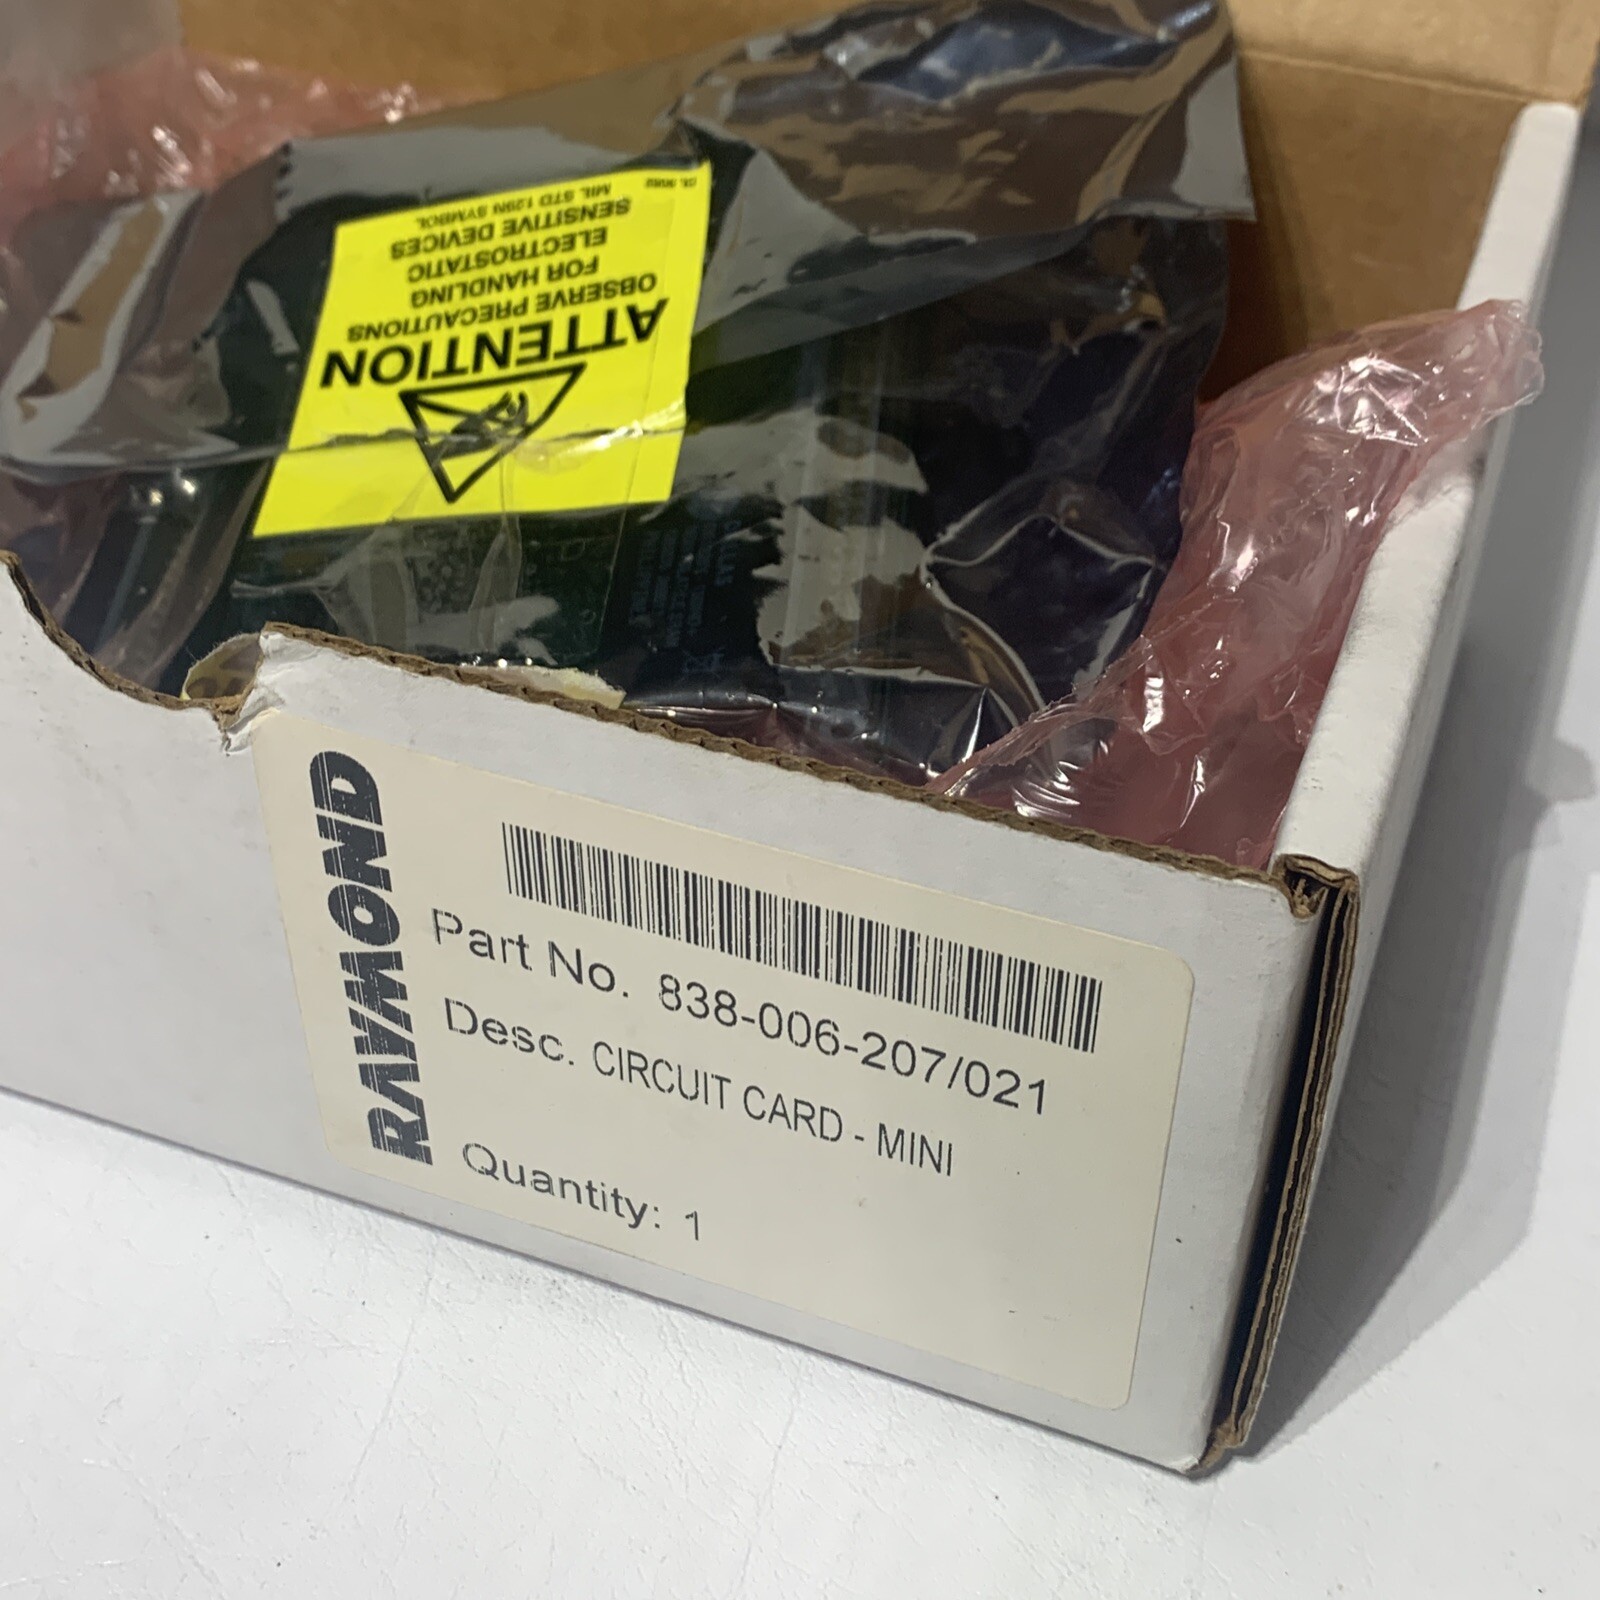 ATTENTION
OBSERVE PRECAUTIONS
FOR HANDLING
ELECTROSTATIC
SENSITIVE DEVICES
MIL STD 129N SYMBOL
RAYMOND
Part No. 838-006-207/021
Desc. CIRCUIT CARD - MINI
Quantity: 1